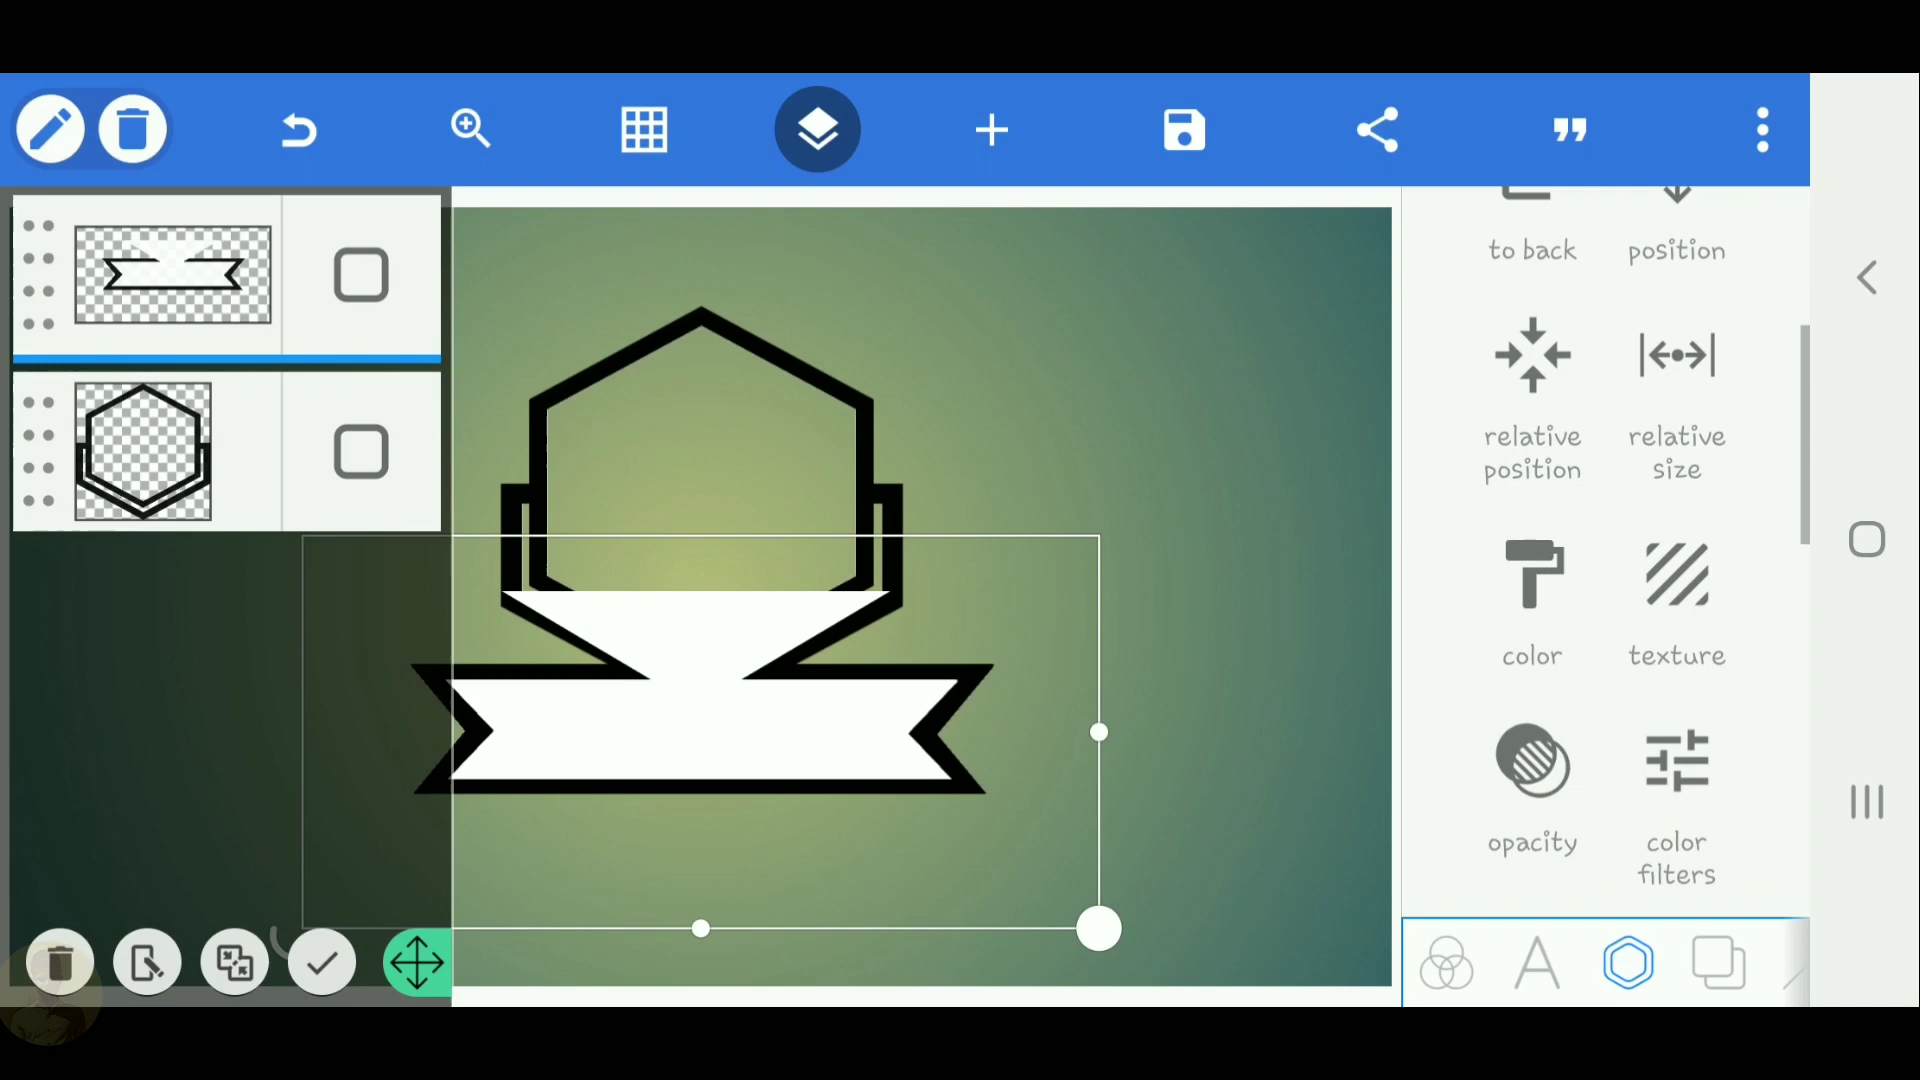 to back
position
relative
position
relative
size
color
texture
opacity
color
filters